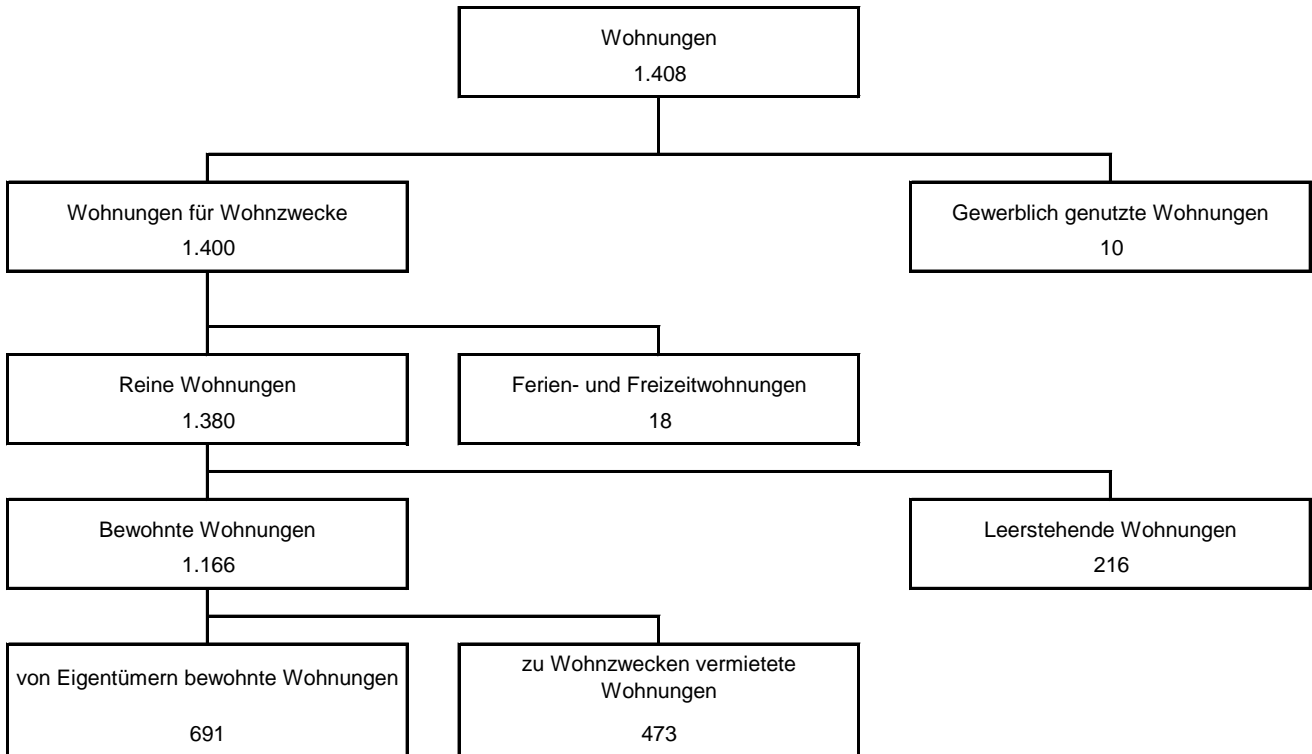 Wohnungen
1.408
Wohnungen für Wohnzwecke
1.400
Gewerblich genutzte Wohnungen
10
Reine Wohnungen
1.380
Ferien- und Freizeitwohnungen
18
Bewohnte Wohnungen
1.166
Leerstehende Wohnungen
216
von Eigentümern bewohnte Wohnungen
691
zu Wohnzwecken vermietete
Wohnungen
473